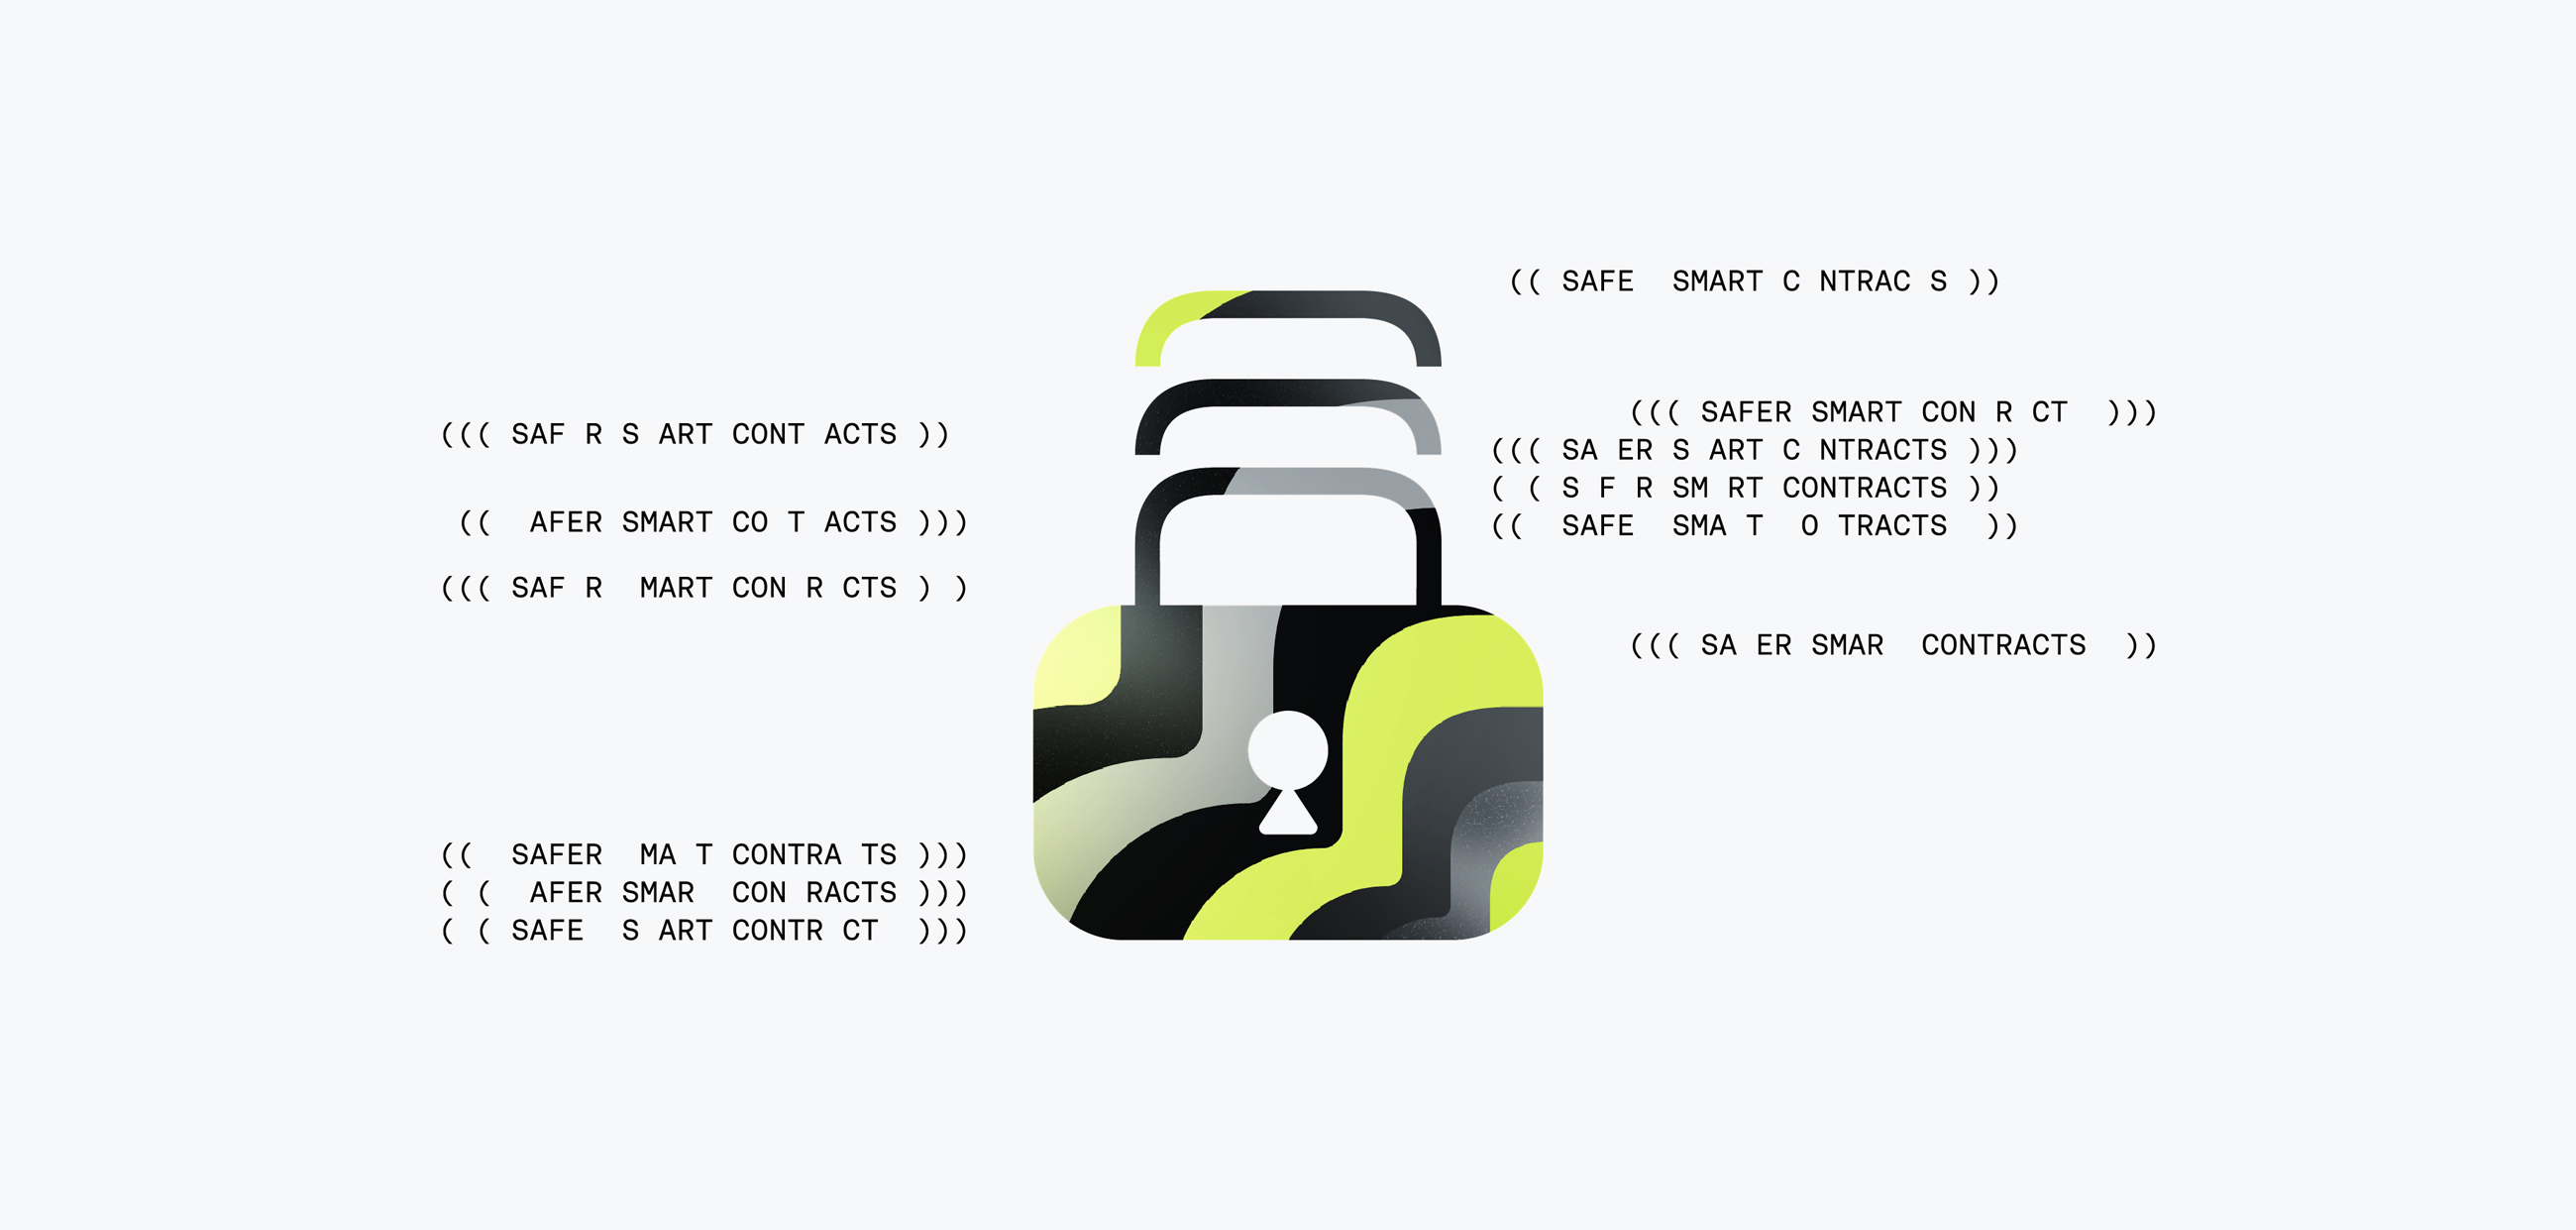 (( SAFE  SMART C NTRAC S ))
((( SAFER SMART CON R CT  )))
((( SAF R S ART CONT ACTS ))
((( SA ER S ART C NTRACTS )))
( ( S F R SM RT CONTRACTS ))
((  AFER SMART CO T ACTS )))
((  SAFE  SMA T  O TRACTS  ))
((( SAF R  MART CON R CTS ) )
((( SA ER SMAR  CONTRACTS  ))
((  SAFER  MA T CONTRA TS )))
( (  AFER SMAR  CON RACTS )))
( ( SAFE  S ART CONTR CT  )))